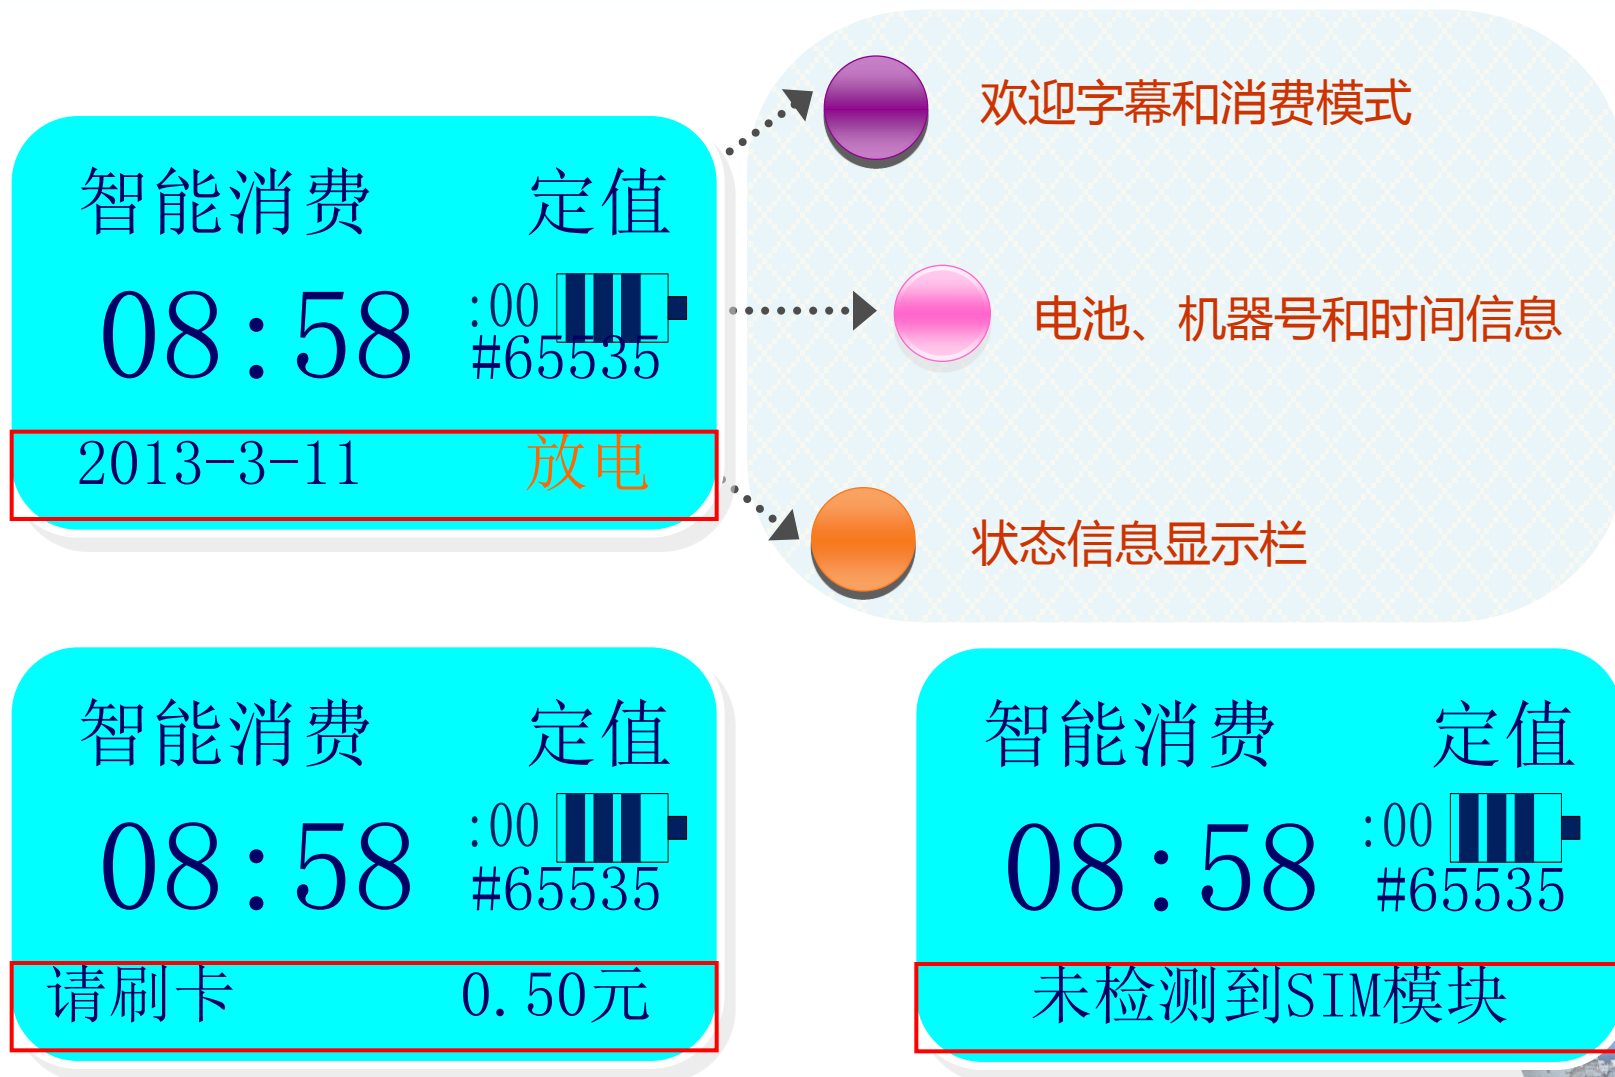 欢迎字幕和消费模式
智能消费 定值
08:58 :00
#65535
电池、机器号和时间信息
2013-3-11 放电
状态信息显示栏
智能消费 定值
08:58 :00
#65535
请刷卡 0.50元
智能消费 定值
08:58 :00
#65535
未检测到SIM模块